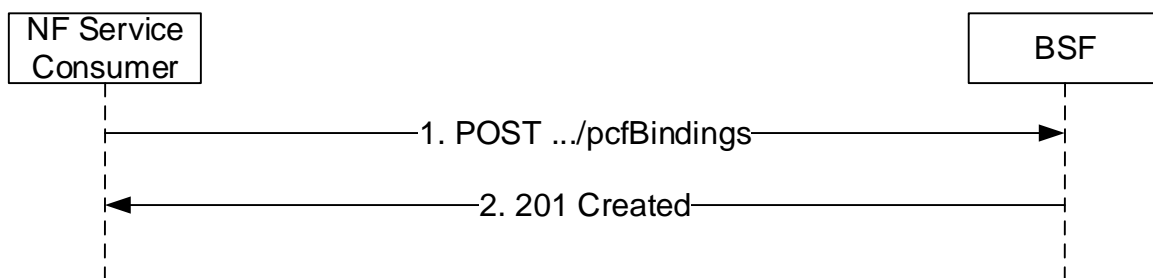 NF Service
Consumer
BSF
1. POST .../pcfBindings
2. 201 Created